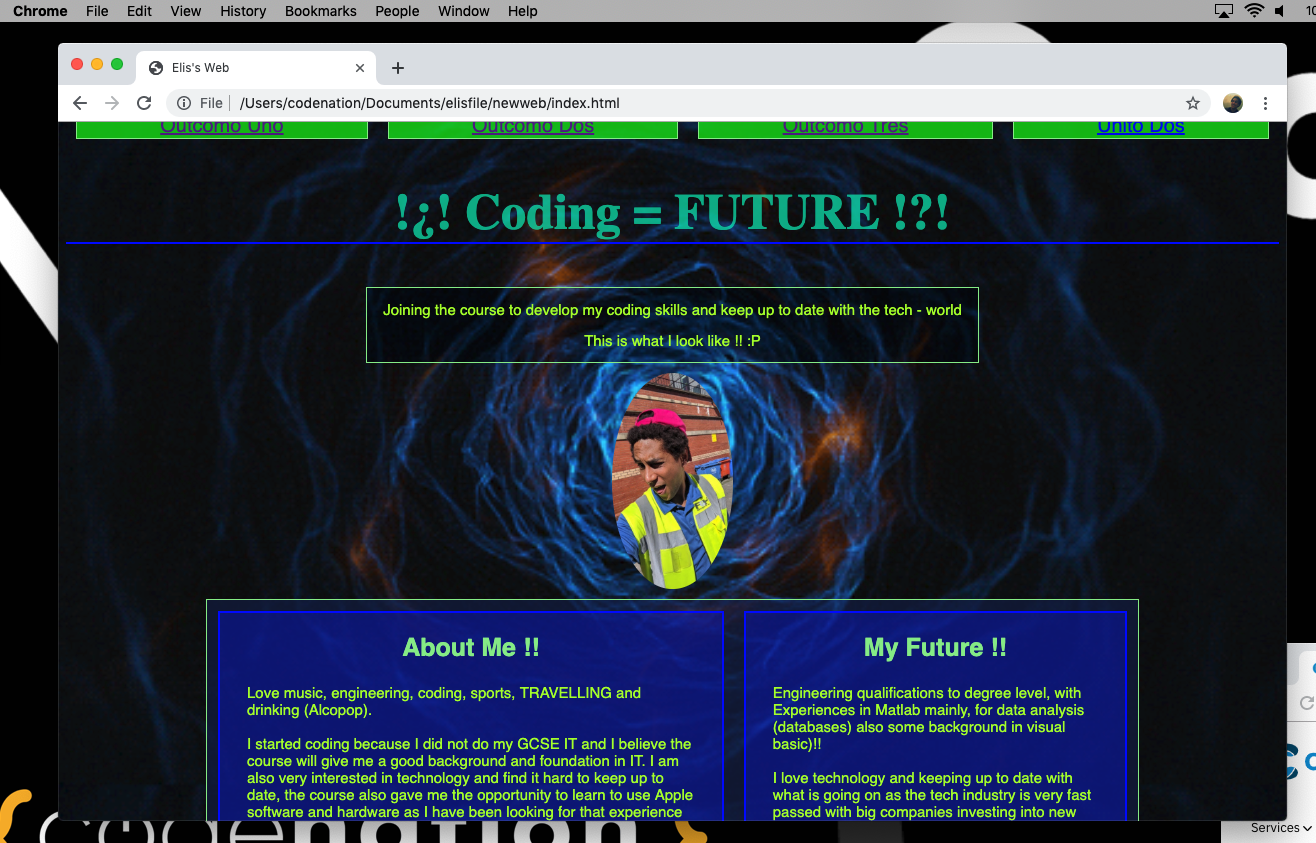 Chrome File Edit View History Bookmarks People Window Help
Elis's Web
File /Users/codenation/Documents/elisfile/newweb/index.html
Outcomo Uno Outcomo Dos Outcomo Tres Unito Dos
!¿! Coding = FUTURE !?!
Joining the course to develop my coding skills and keep up to date with the tech - world
This is what I look like !! :P
About Me !!
Love music, engineering, coding, sports, TRAVELLING and
drinking (Alcopop).
I started coding because I did not do my GCSE IT and I believe the
course will give me a good background and foundation in IT. I am
also very interested in technology and find it hard to keep up to
date, the course also gave me the opportunity to learn to use Apple
software and hardware as I have been looking for that experience
My Future !!
Engineering qualifications to degree level, with
Experiences in Matlab mainly, for data analysis
(databases) also some background in visual
basic)!!
I love technology and keeping up to date with
what is going on as the tech industry is very fast
passed with big companies investing into new
{codenation}
Services